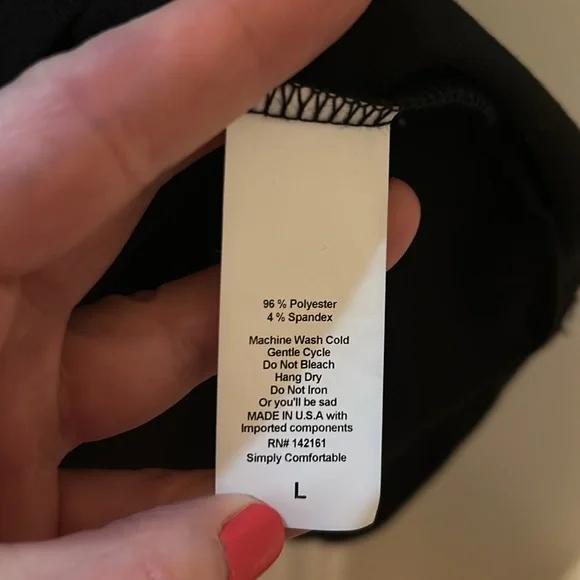 96 % Polyester
4 % Spandex
Machine Wash Cold
Gentle Cycle
Do Not Bleach
Hang Dry
Do Not Iron
Or you'll be sad
MADE IN U.S.A with
Imported components
RN# 142161
Simply Comfortable
L